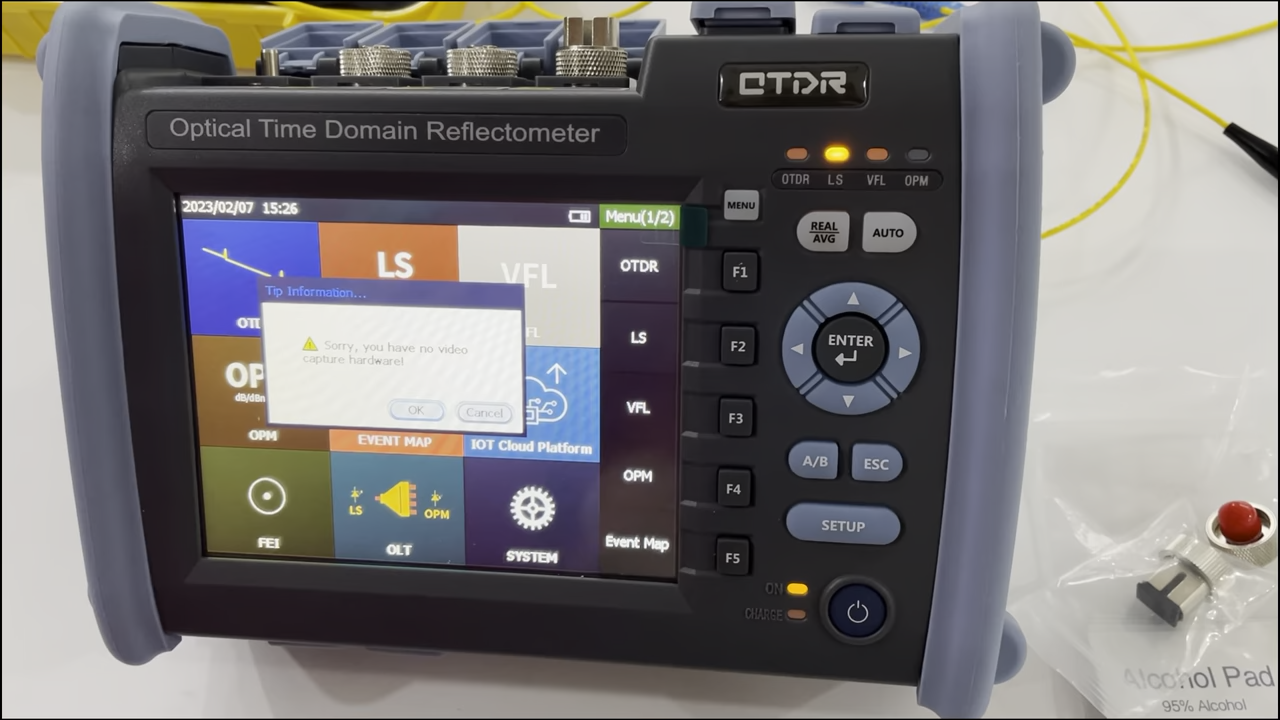 OTDR
Optical Time Domain Reflectometer
OTDR LS VFL OPM
2023/02/07 15:26
Menu(1/2)
MENU
REAL
AVG
AUTO
LS
VFL
OTDR
F1
Tip Information...
Sorry, you have no video
capture hardware!
OK
Cancel
LS
F2
ENTER
dB/dBm
OPM
EVENT MAP
IOT Cloud Platform
VFL
F3
OPM
F4
A/B
ESC
SETUP
FEI
LS
OPM
OLT
SYSTEM
Event Map
F5
ON
CHARGE
Alcohol Pad
95% Alcohol